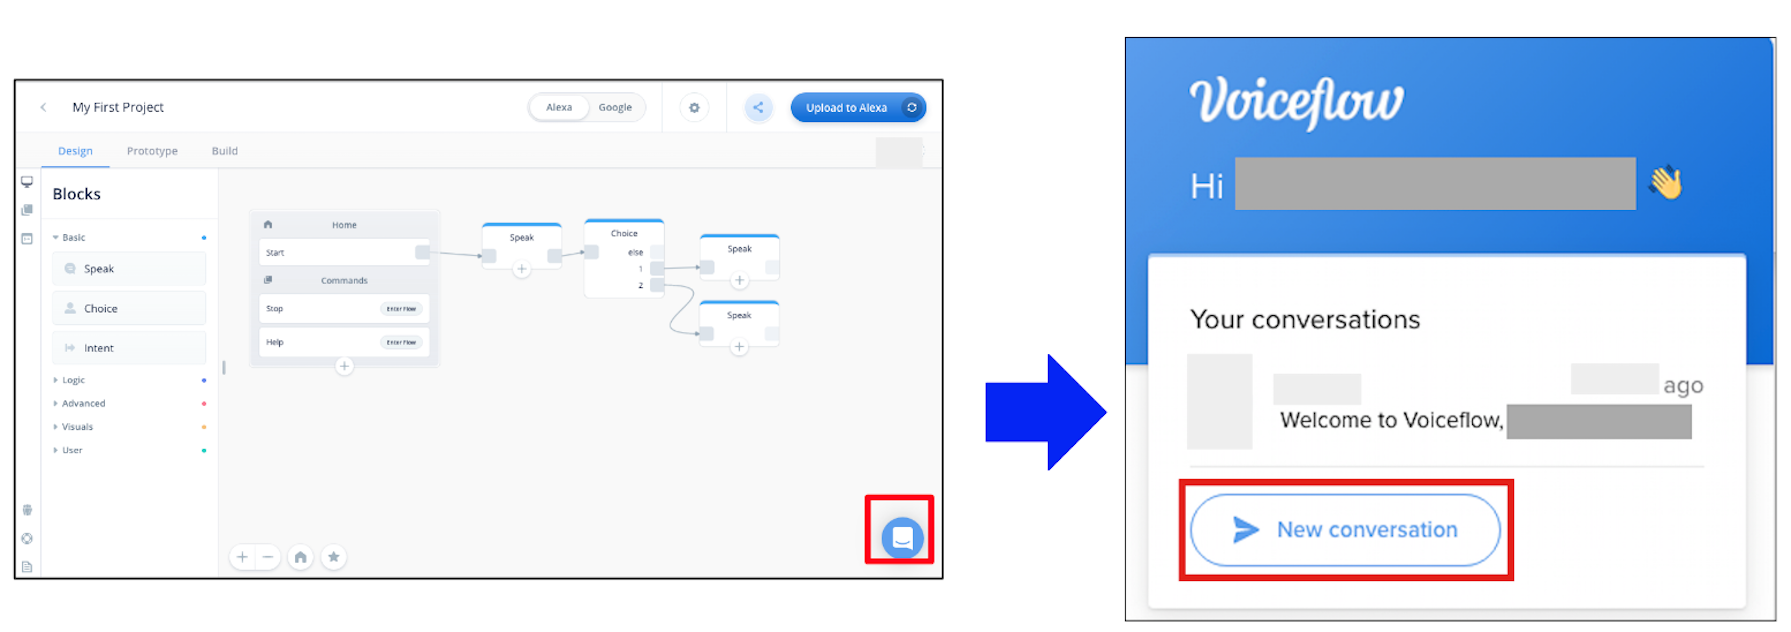 My First Project
Alexa
Google
Upload to Alexa
Design
Prototype
Build
Blocks
Basic
Speak
Choice
Intent
Logic
Advanced
Visuals
User
Home
Start
Commands
Stop
Enter Flow
Help
Enter Flow
Speak
Choice
else
1
2
Speak
Speak
Voiceflow
Hi
Your conversations
ago
Welcome to Voiceflow,
New conversation